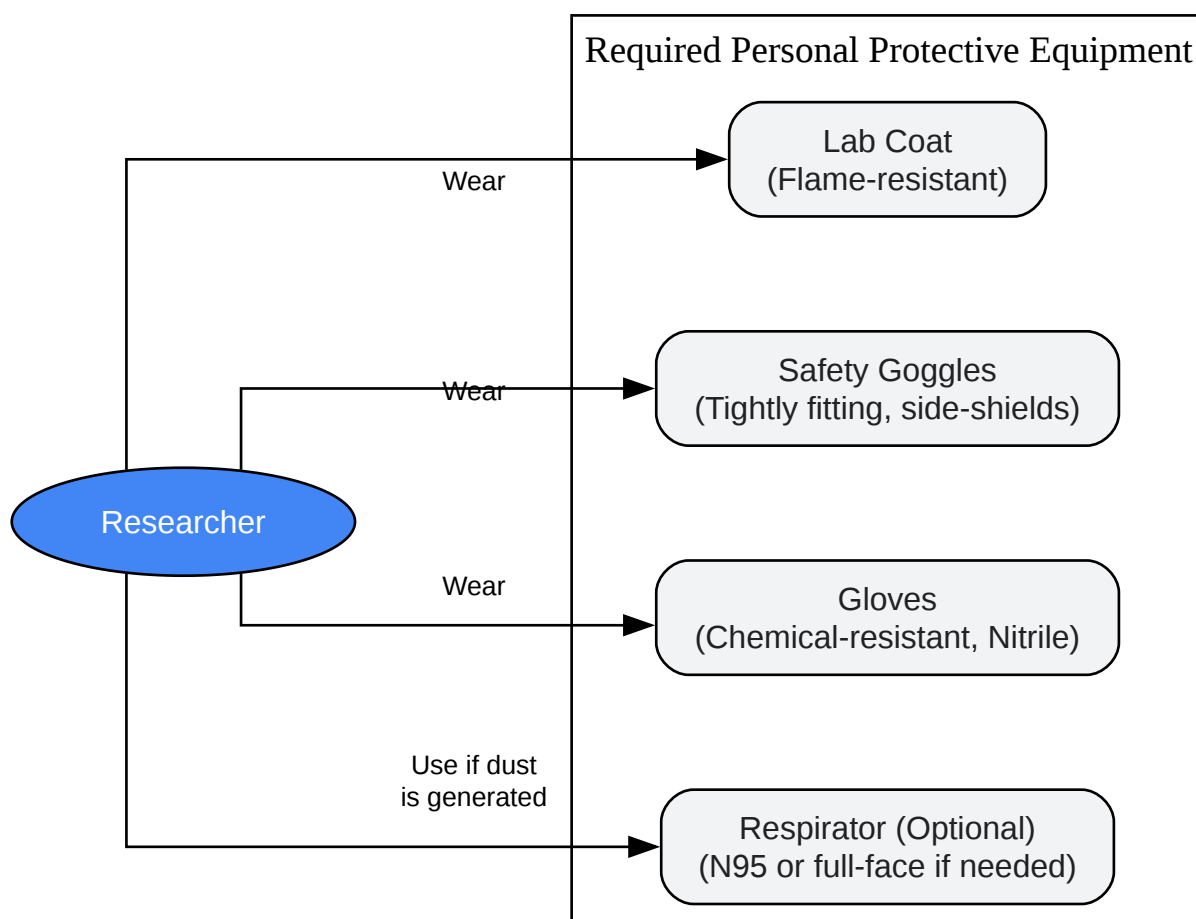 Required Personal Protective Equipment
Lab Coat
(Flame-resistant)
Wear
Safety Goggles
(Tightly fitting, side-shields)
Wear
Researcher
Gloves
(Chemical-resistant, Nitrile)
Wear
Use if dust
is generated
Respirator (Optional)
(N95 or full-face if needed)